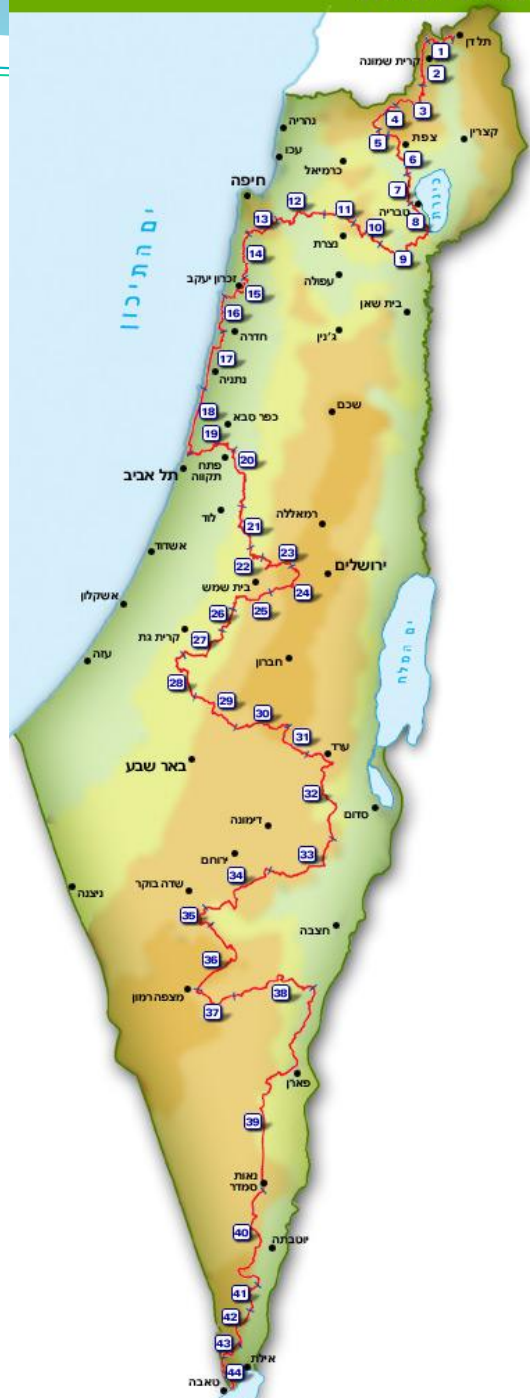 תל דן
1
קרית שמונה
2
3
נהריה
4
קצרין
עכו
5
צפת
כרמיאל
6
כינרת
חיפה
7
טבריה
12
11
8
13
10
נצרת
ים התיכון
14
9
עפולה
זכרון יעקב
15
בית שאן
16
חדרה
ג'נין
17
נתניה
18
כפר סבא
שכם
19
פתח
תקווה
20
תל אביב
לוד
רמאללה
21
אשדוד
23
22
ירושלים
בית שמש
24
אשקלון
25
26
קרית גת
27
עזה
חברון
ים המלח
28
29
30
31
ערד
באר שבע
32
סדום
דימונה
ירוחם
33
34
שדה בוקר
ניצנה
35
חצבה
36
מצפה רמון
38
37
פארן
39
נאות
סמדר
40
יוטבתה
41
42
43
אילת
44
טאבה